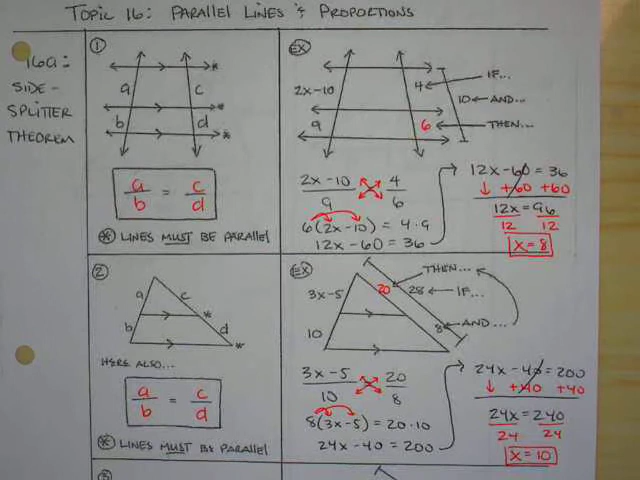 TOPIC 16: PARALLEL LINES & PROPORTIONS
16a:
SIDE-
SPLITTER
THEOREM
1
a
c
*
b
d
*
*
a/b = c/d
* LINES MUST BE PARALLEL
EX
2x-10
4
IF...
10
AND...
9
6
THEN...
2x-10/9 4/6
6(2x-10) = 4·9
12x-60 = 36
12x-60 = 36
+60 +60
12x = 96
12 12
x = 8
2
a
c
*
b
d
*
HERE ALSO...
a/b = c/d
* LINES MUST BE PARALLEL
EX
THEN...
3x-5
20
28
IF...
10
8
AND...
3x-5/10 20/8
8(3x-5) = 20·10
24x-40 = 200
24x-40 = 200
+40 +40
24x = 240
24 24
x = 10
3